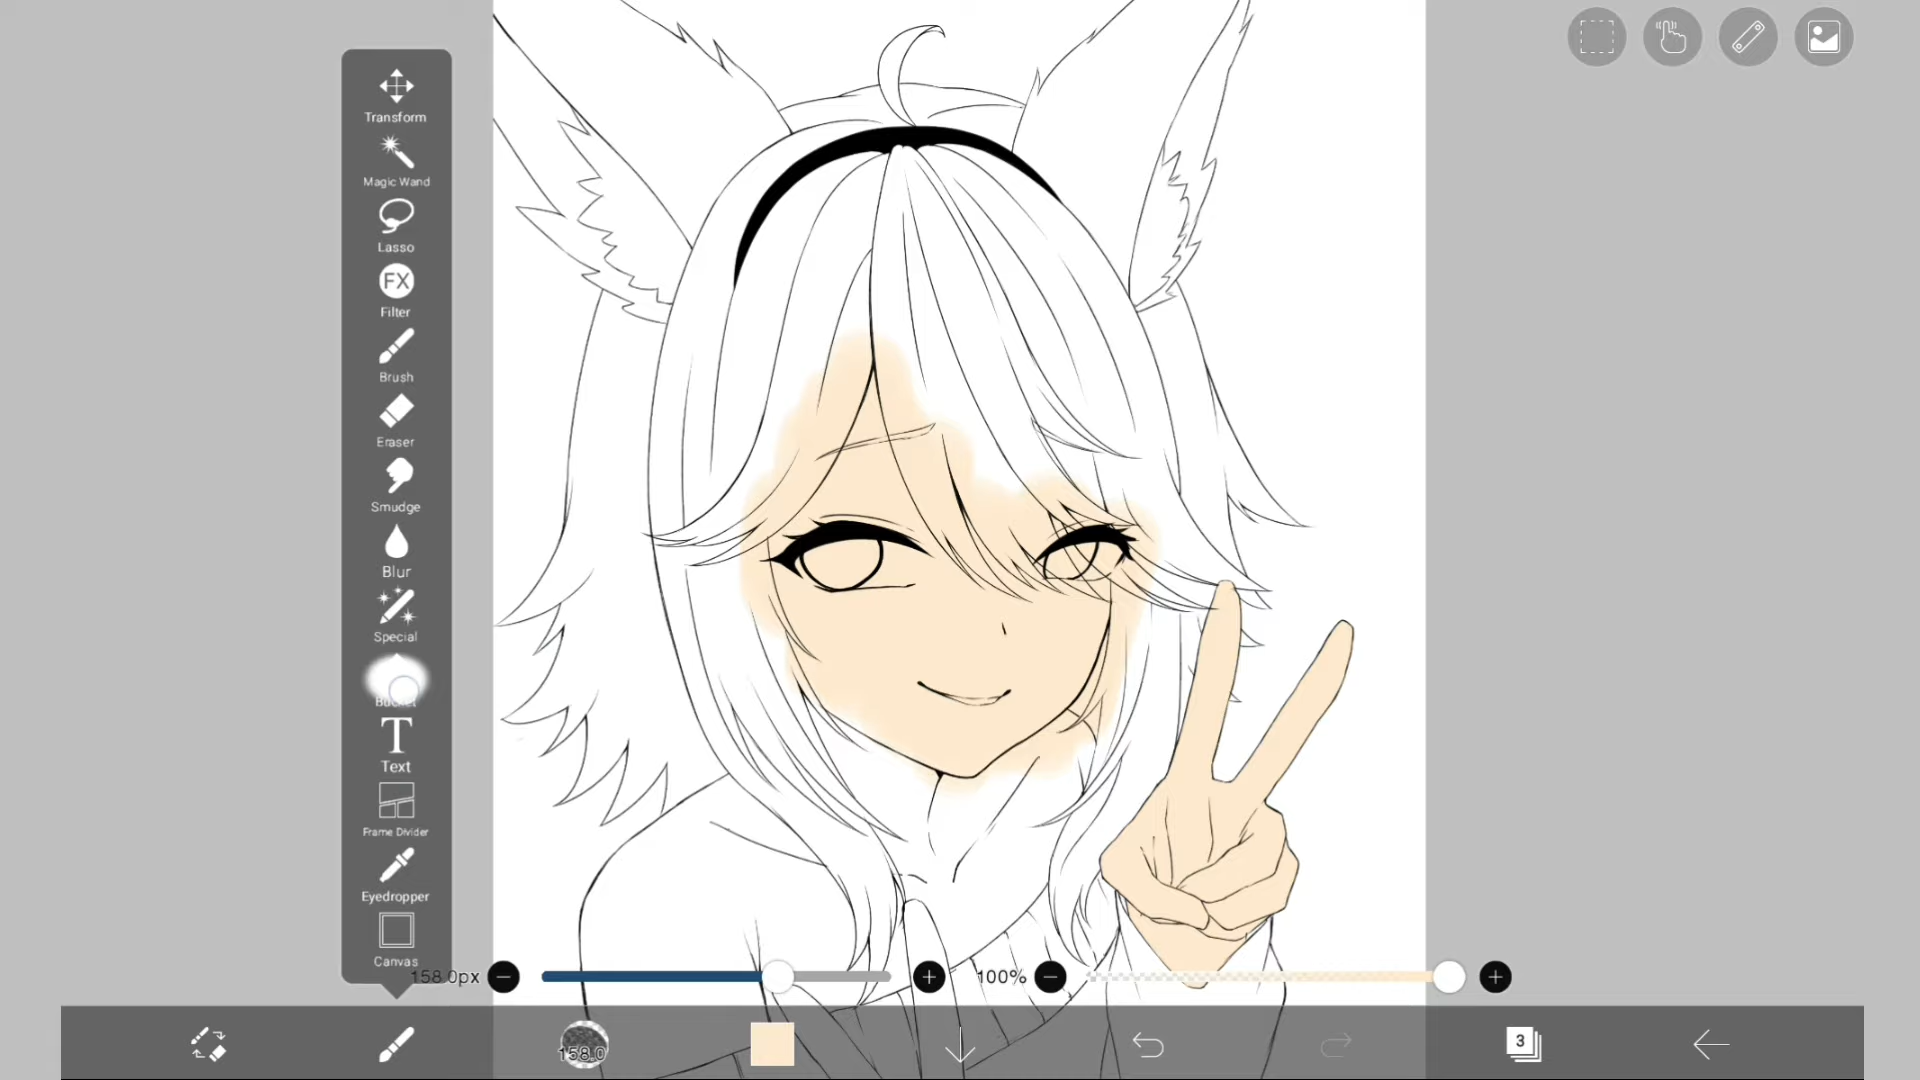 Transform
Magic Wand
Lasso
FX
Filter
Brush
Eraser
Smudge
Blur
Special
Bucket
T
Text
Frame Divider
Eyedropper
Canvas
158.0px
100%
158.0
3